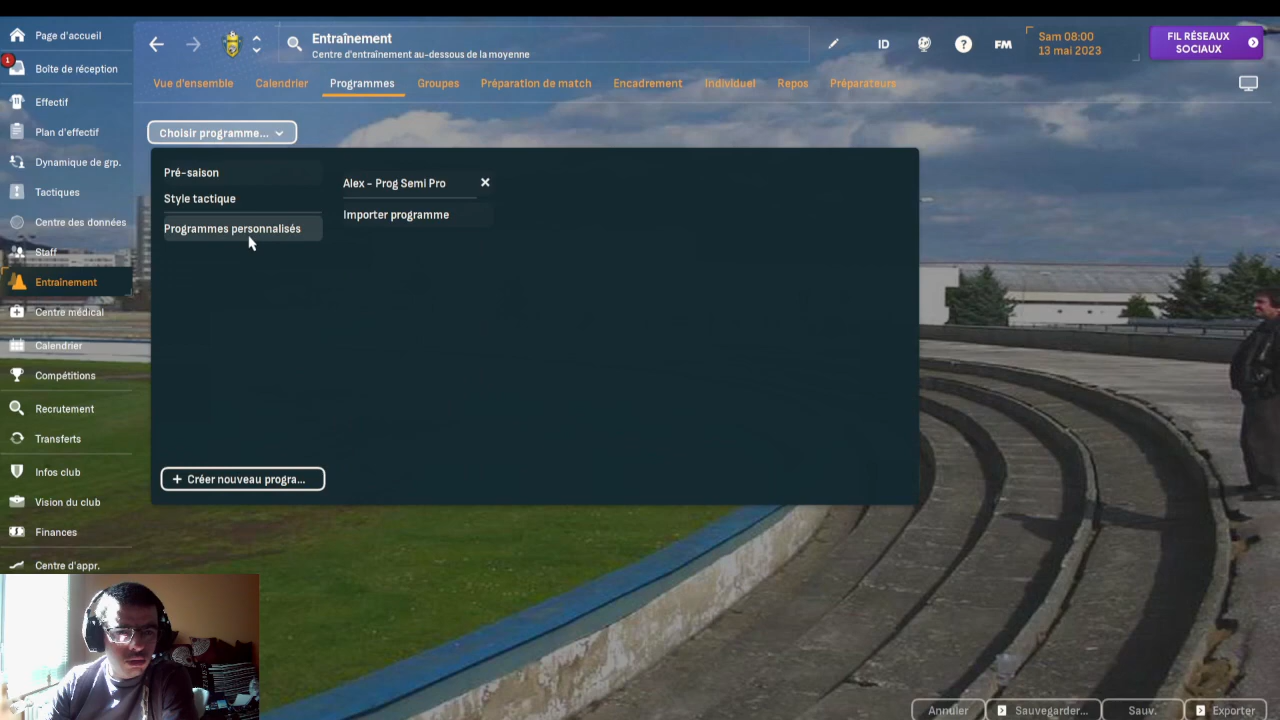 Page d'accueil
Boîte de réception
1
Effectif
Plan d'effectif
Dynamique de grp.
Tactiques
Centre des données
Staff
Entraînement
Centre médical
Calendrier
Compétitions
Recrutement
Transferts
Infos club
Vision du club
Finances
Centre d'appr.
Entraînement
Centre d'entraînement au-dessous de la moyenne
ID
?
FM
Sam 08:00
13 mai 2023
FIL RÉSEAUX
SOCIAUX
Vue d'ensemble Calendrier Programmes Groupes Préparation de match Encadrement Individuel Repos Préparateurs
Choisir programme...
Pré-saison
Style tactique
Programmes personnalisés
Alex - Prog Semi Pro
Importer programme
+ Créer nouveau progra...
Annuler Sauvegarder... Sauv. Exporter